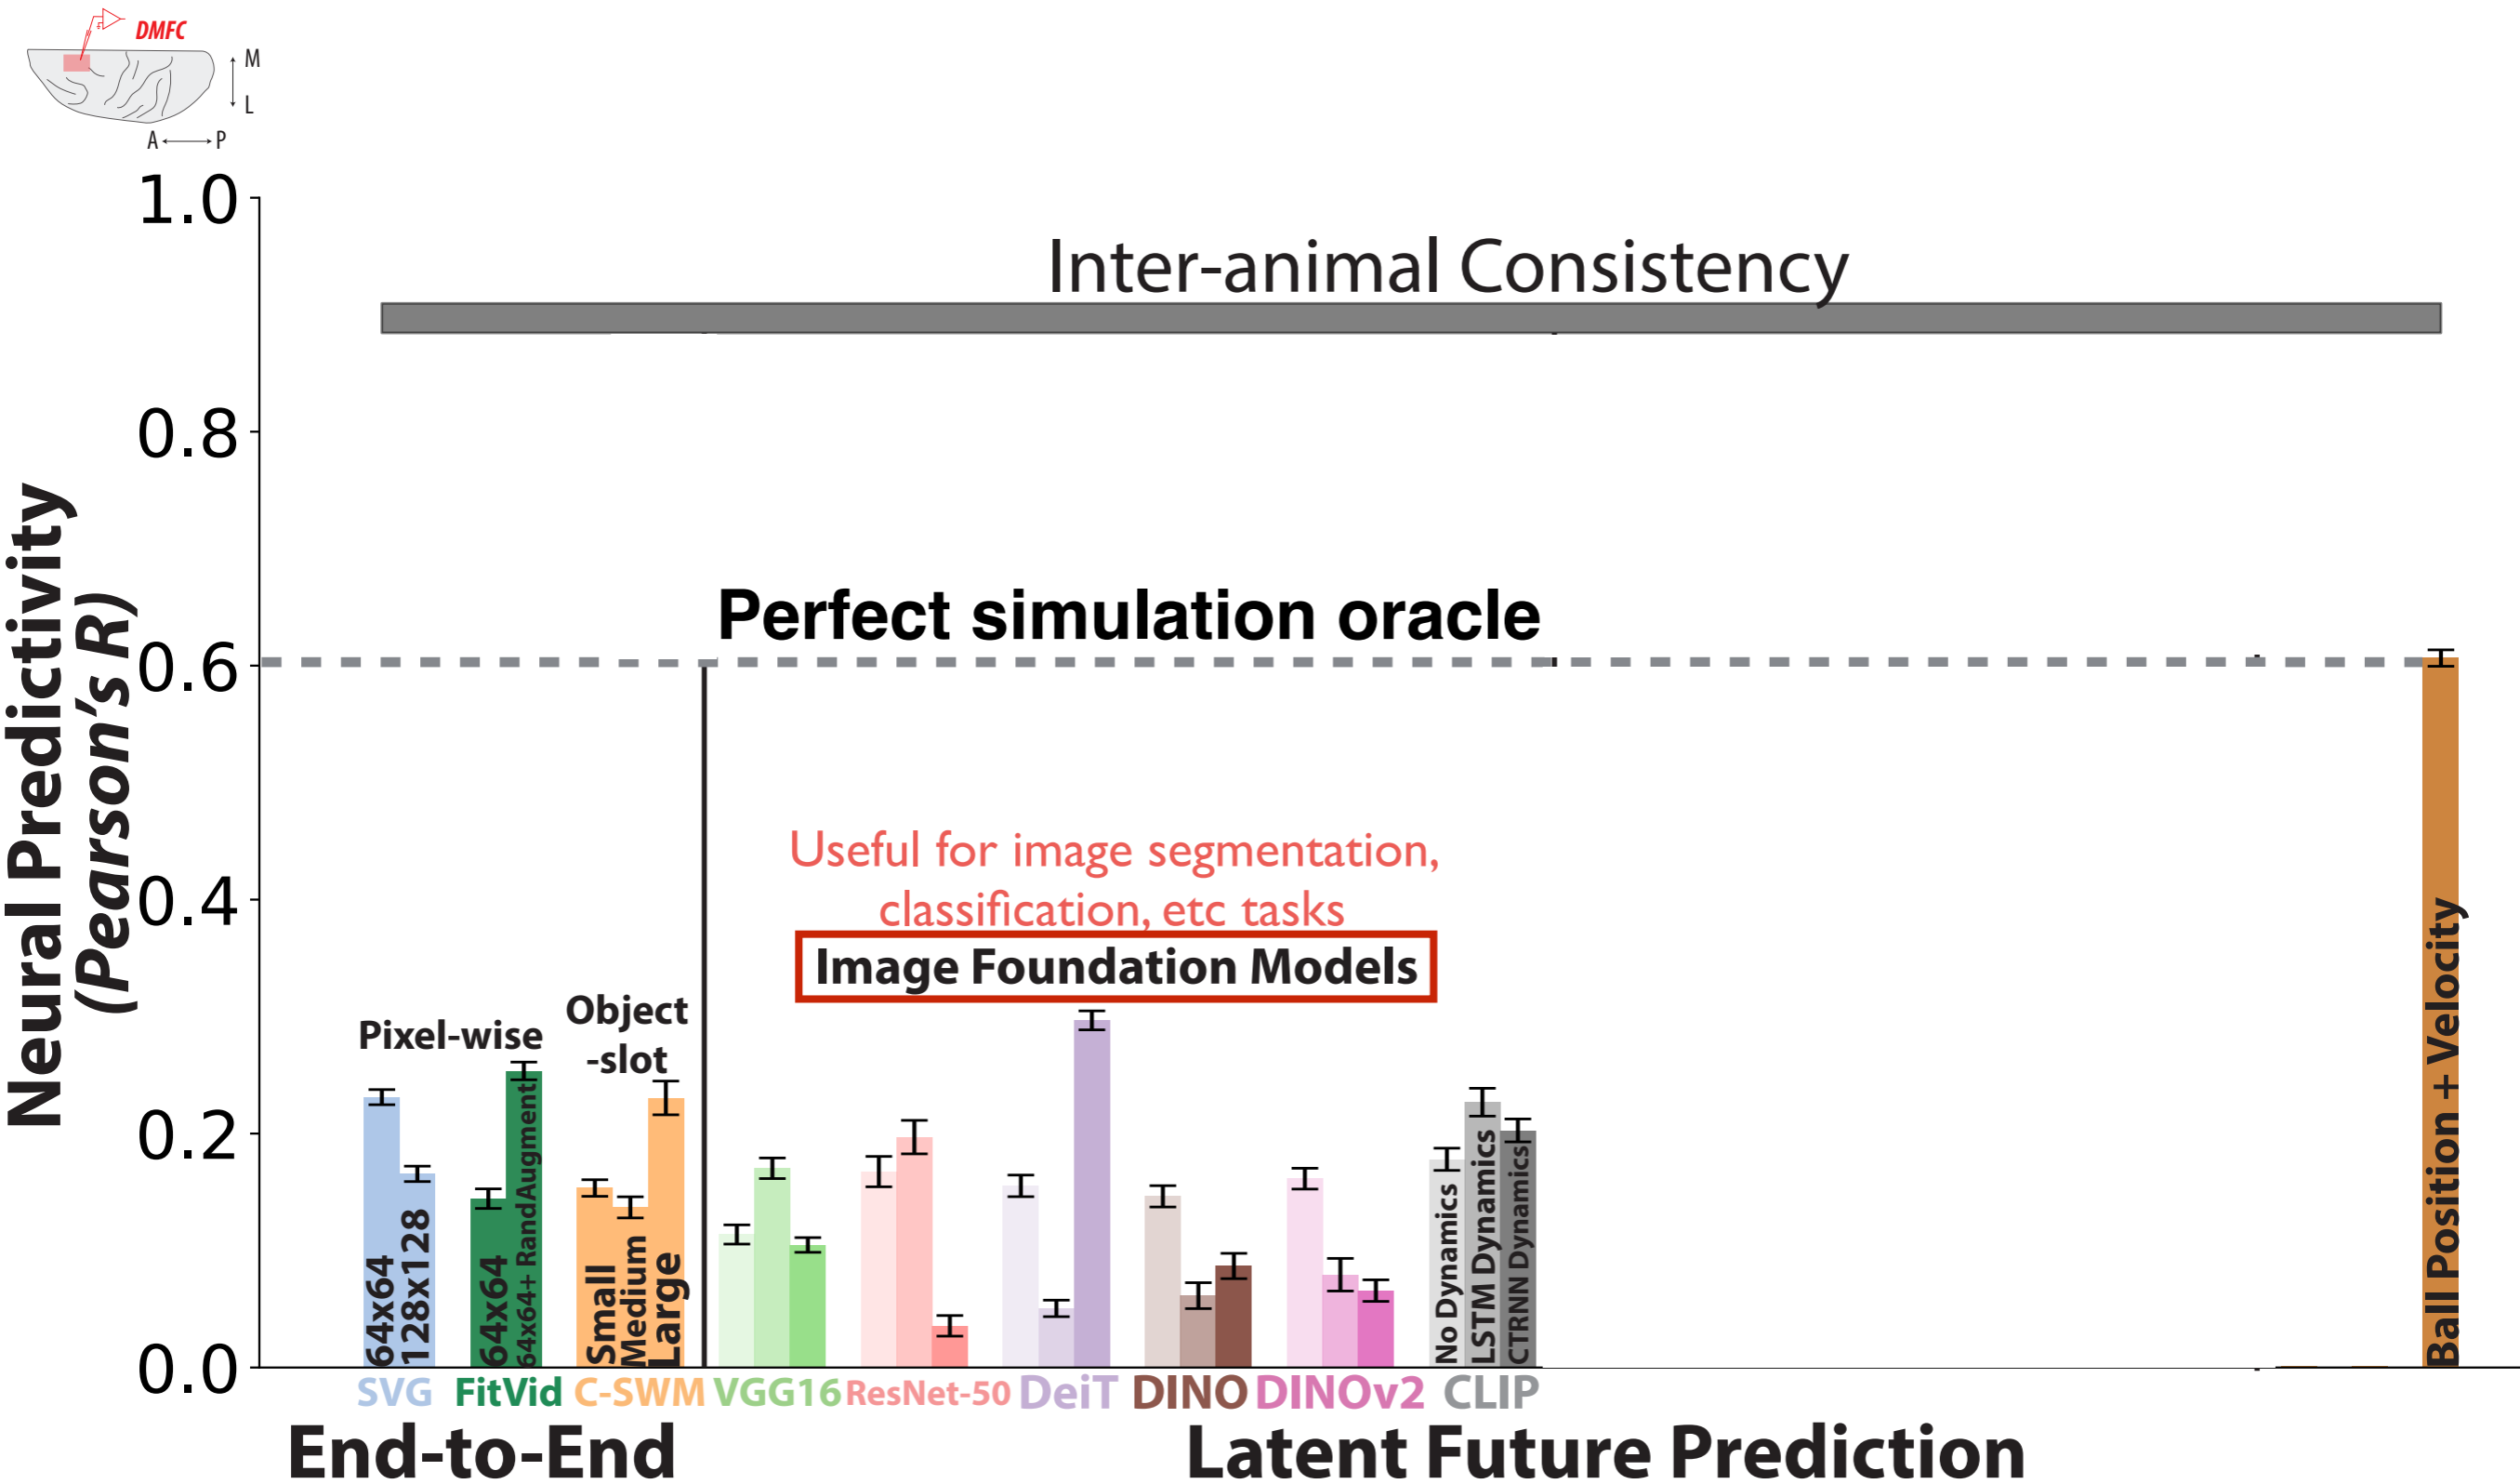 DMFC
M
L
A
P
1.0
0.8
0.6
0.4
0.2
0.0
Neural Predictivity
(Pearson's R)
Inter-animal Consistency
Perfect simulation oracle
Useful for image segmentation,
classification, etc tasks
Image Foundation Models
Pixel-wise
Object
-slot
64x64
128x128
64x64
64x64+ RandAugment
Small
Medium
Large
No Dynamics
LSTM Dynamics
CTRNN Dynamics
Ball Position + Velocity
SVG
FitVid
C-SWM
VGG16
ResNet-50
DeiT
DINO
DINOv2
CLIP
End-to-End
Latent Future Prediction